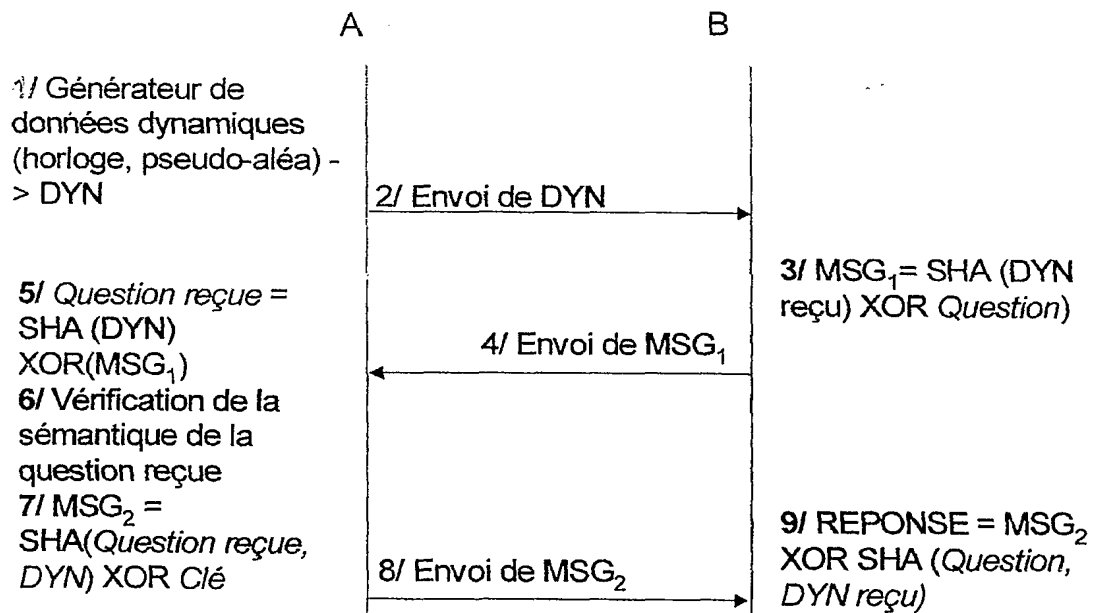 A
B
1/ Générateur de
données dynamiques
(horloge, pseudo-aléa) -
> DYN
2/ Envoi de DYN
3/ MSG₁= SHA (DYN
reçu) XOR Question)
4/ Envoi de MSG₁
5/ Question reçue =
SHA (DYN)
XOR(MSG₁)
6/ Vérification de la
sémantique de la
question reçue
7/ MSG₂ =
SHA(Question reçue,
DYN) XOR Clé
8/ Envoi de MSG₂
9/ REPONSE = MSG₂
XOR SHA (Question,
DYN reçu)